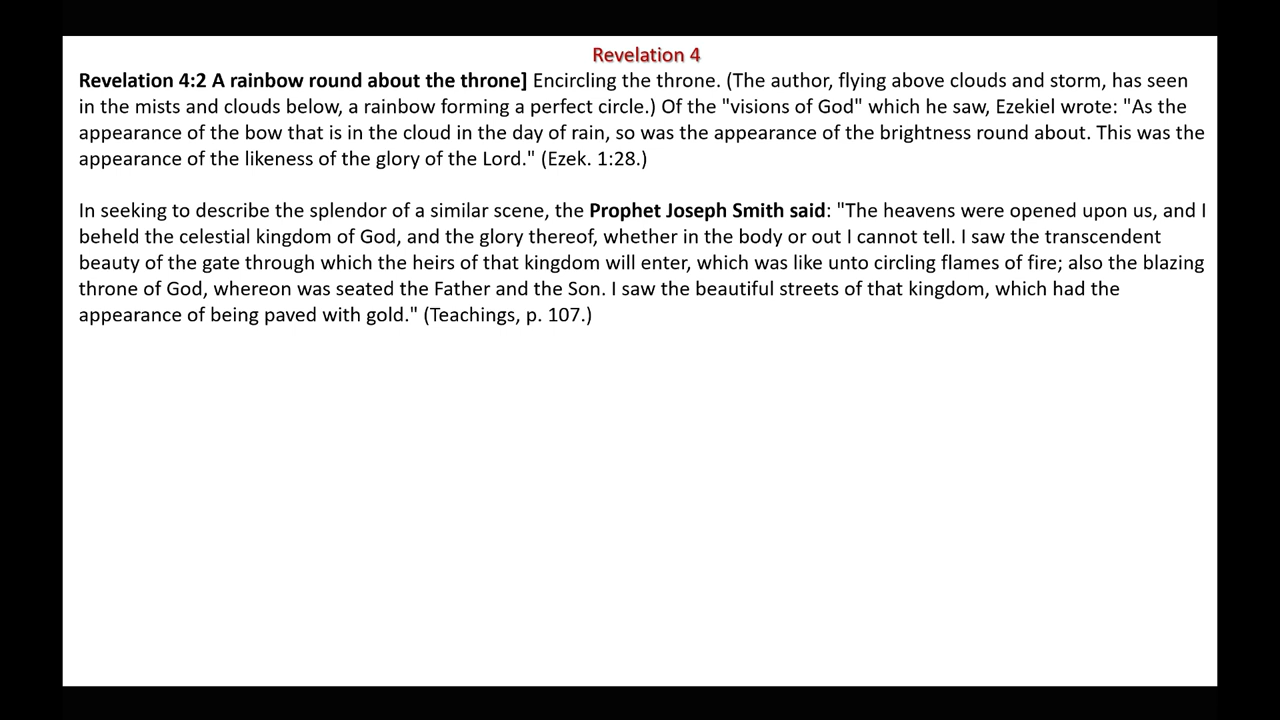 Revelation 4
Revelation 4:2 A rainbow round about the throne] Encircling the throne. (The author, flying above clouds and storm, has seen
in the mists and clouds below, a rainbow forming a perfect circle.) Of the "visions of God" which he saw, Ezekiel wrote: "As the
appearance of the bow that is in the cloud in the day of rain, so was the appearance of the brightness round about. This was the
appearance of the likeness of the glory of the Lord." (Ezek. 1:28.)
In seeking to describe the splendor of a similar scene, the Prophet Joseph Smith said: "The heavens were opened upon us, and I
beheld the celestial kingdom of God, and the glory thereof, whether in the body or out I cannot tell. I saw the transcendent
beauty of the gate through which the heirs of that kingdom will enter, which was like unto circling flames of fire; also the blazing
throne of God, whereon was seated the Father and the Son. I saw the beautiful streets of that kingdom, which had the
appearance of being paved with gold." (Teachings, p. 107.)